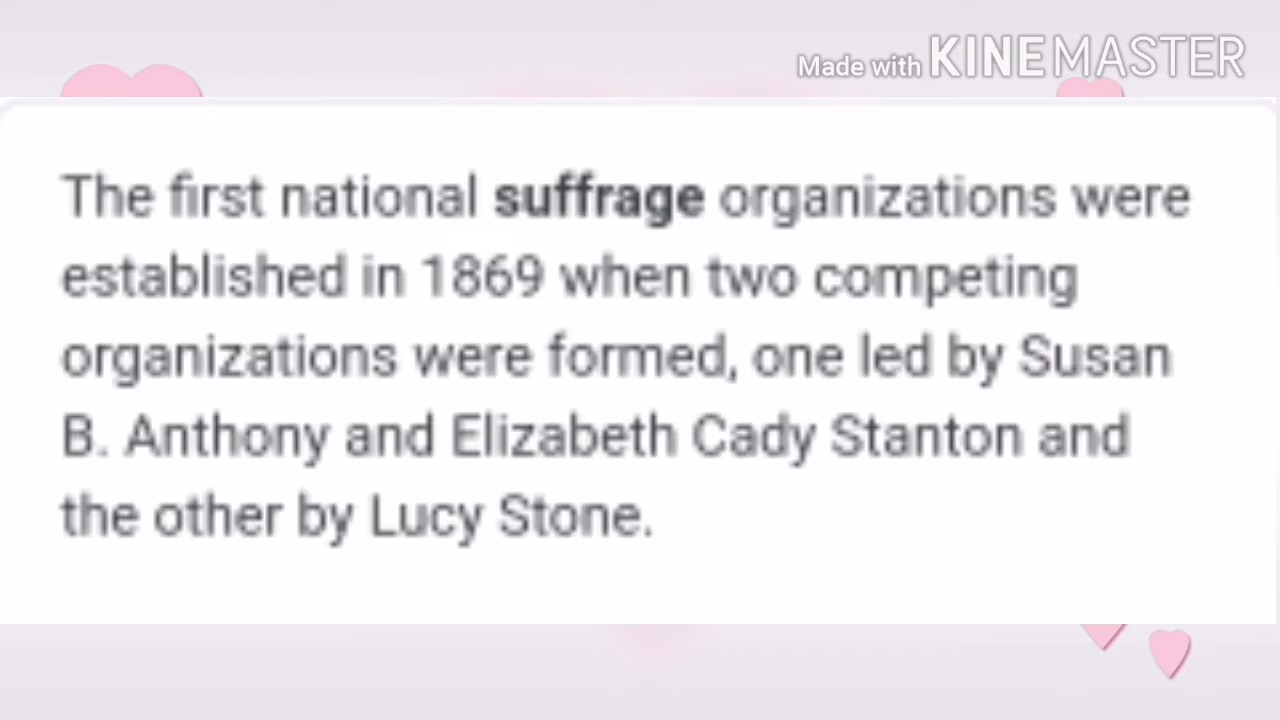 Made with KINEMASTER
The first national suffrage organizations were
established in 1869 when two competing
organizations were formed, one led by Susan
B. Anthony and Elizabeth Cady Stanton and
the other by Lucy Stone.